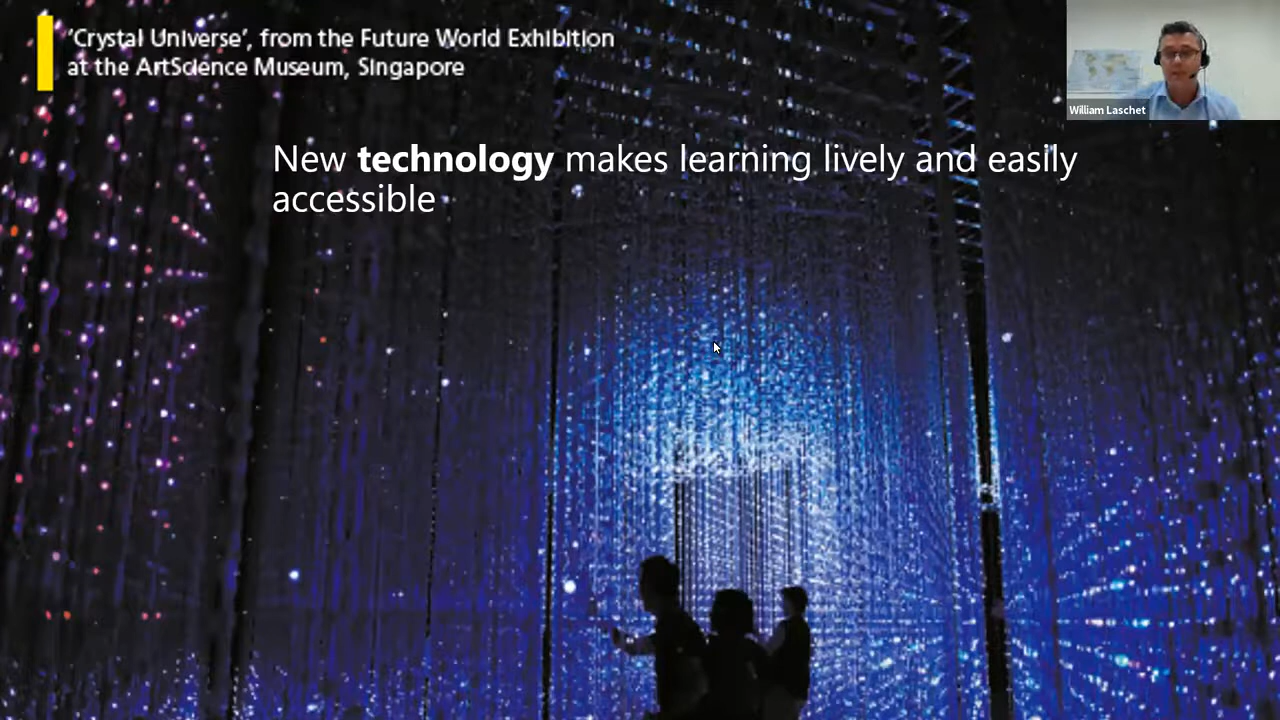 ‘Crystal Universe’, from the Future World Exhibition
at the ArtScience Museum, Singapore
William Laschet
New technology makes learning lively and easily
accessible